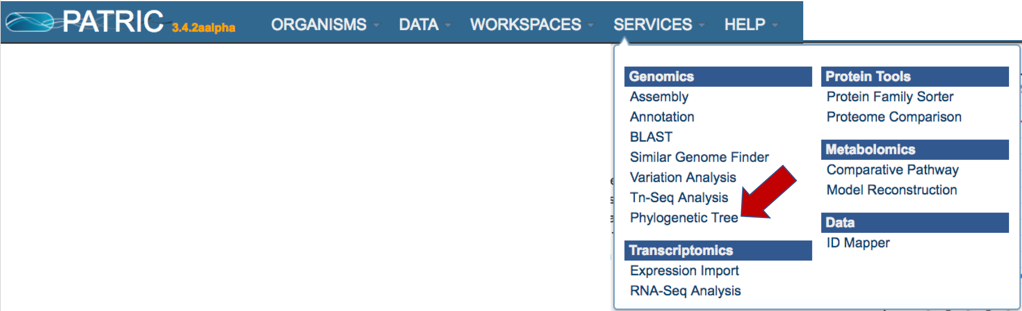 PATRIC 3.4.2aalpha ORGANISMS DATA WORKSPACES SERVICES HELP
Genomics
Assembly
Annotation
BLAST
Similar Genome Finder
Variation Analysis
Tn-Seq Analysis
Phylogenetic Tree
Transcriptomics
Expression Import
RNA-Seq Analysis
Protein Tools
Protein Family Sorter
Proteome Comparison
Metabolomics
Comparative Pathway
Model Reconstruction
Data
ID Mapper